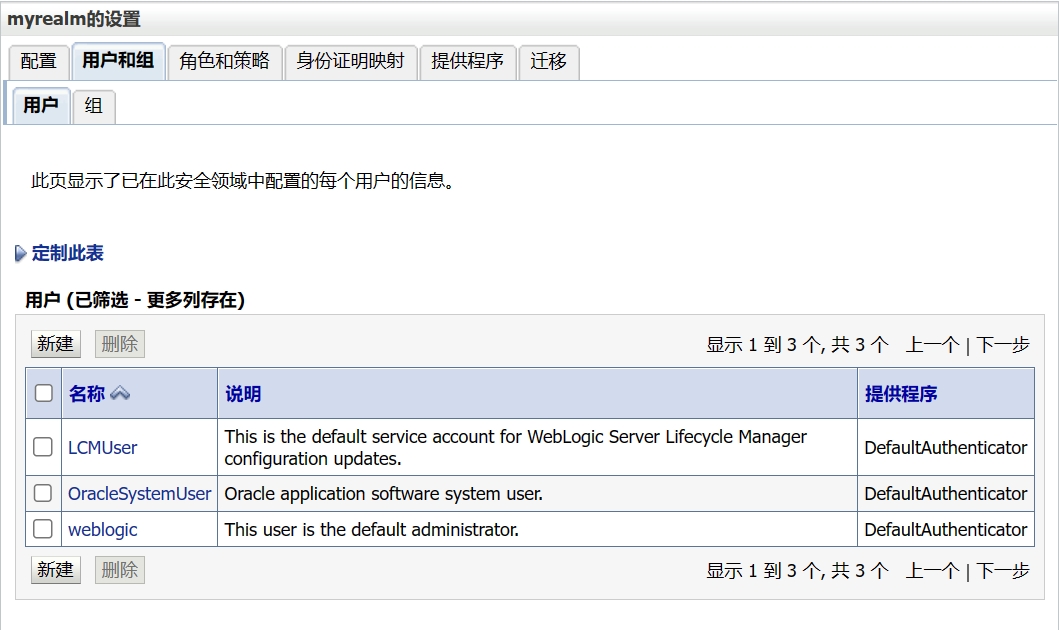 myrealm的设置
配置 用户和组 角色和策略 身份证明映射 提供程序 迁移
用户 组
此页显示了已在此安全领域中配置的每个用户的信息。
定制此表
用户 (已筛选 - 更多列存在)
新建 删除 显示 1 到 3 个, 共 3 个 上一个 | 下一步
名称 说明 提供程序
LCMUser This is the default service account for WebLogic Server Lifecycle Manager DefaultAuthenticator
configuration updates.
OracleSystemUser Oracle application software system user. DefaultAuthenticator
weblogic This user is the default administrator. DefaultAuthenticator
新建 删除 显示 1 到 3 个, 共 3 个 上一个 | 下一步